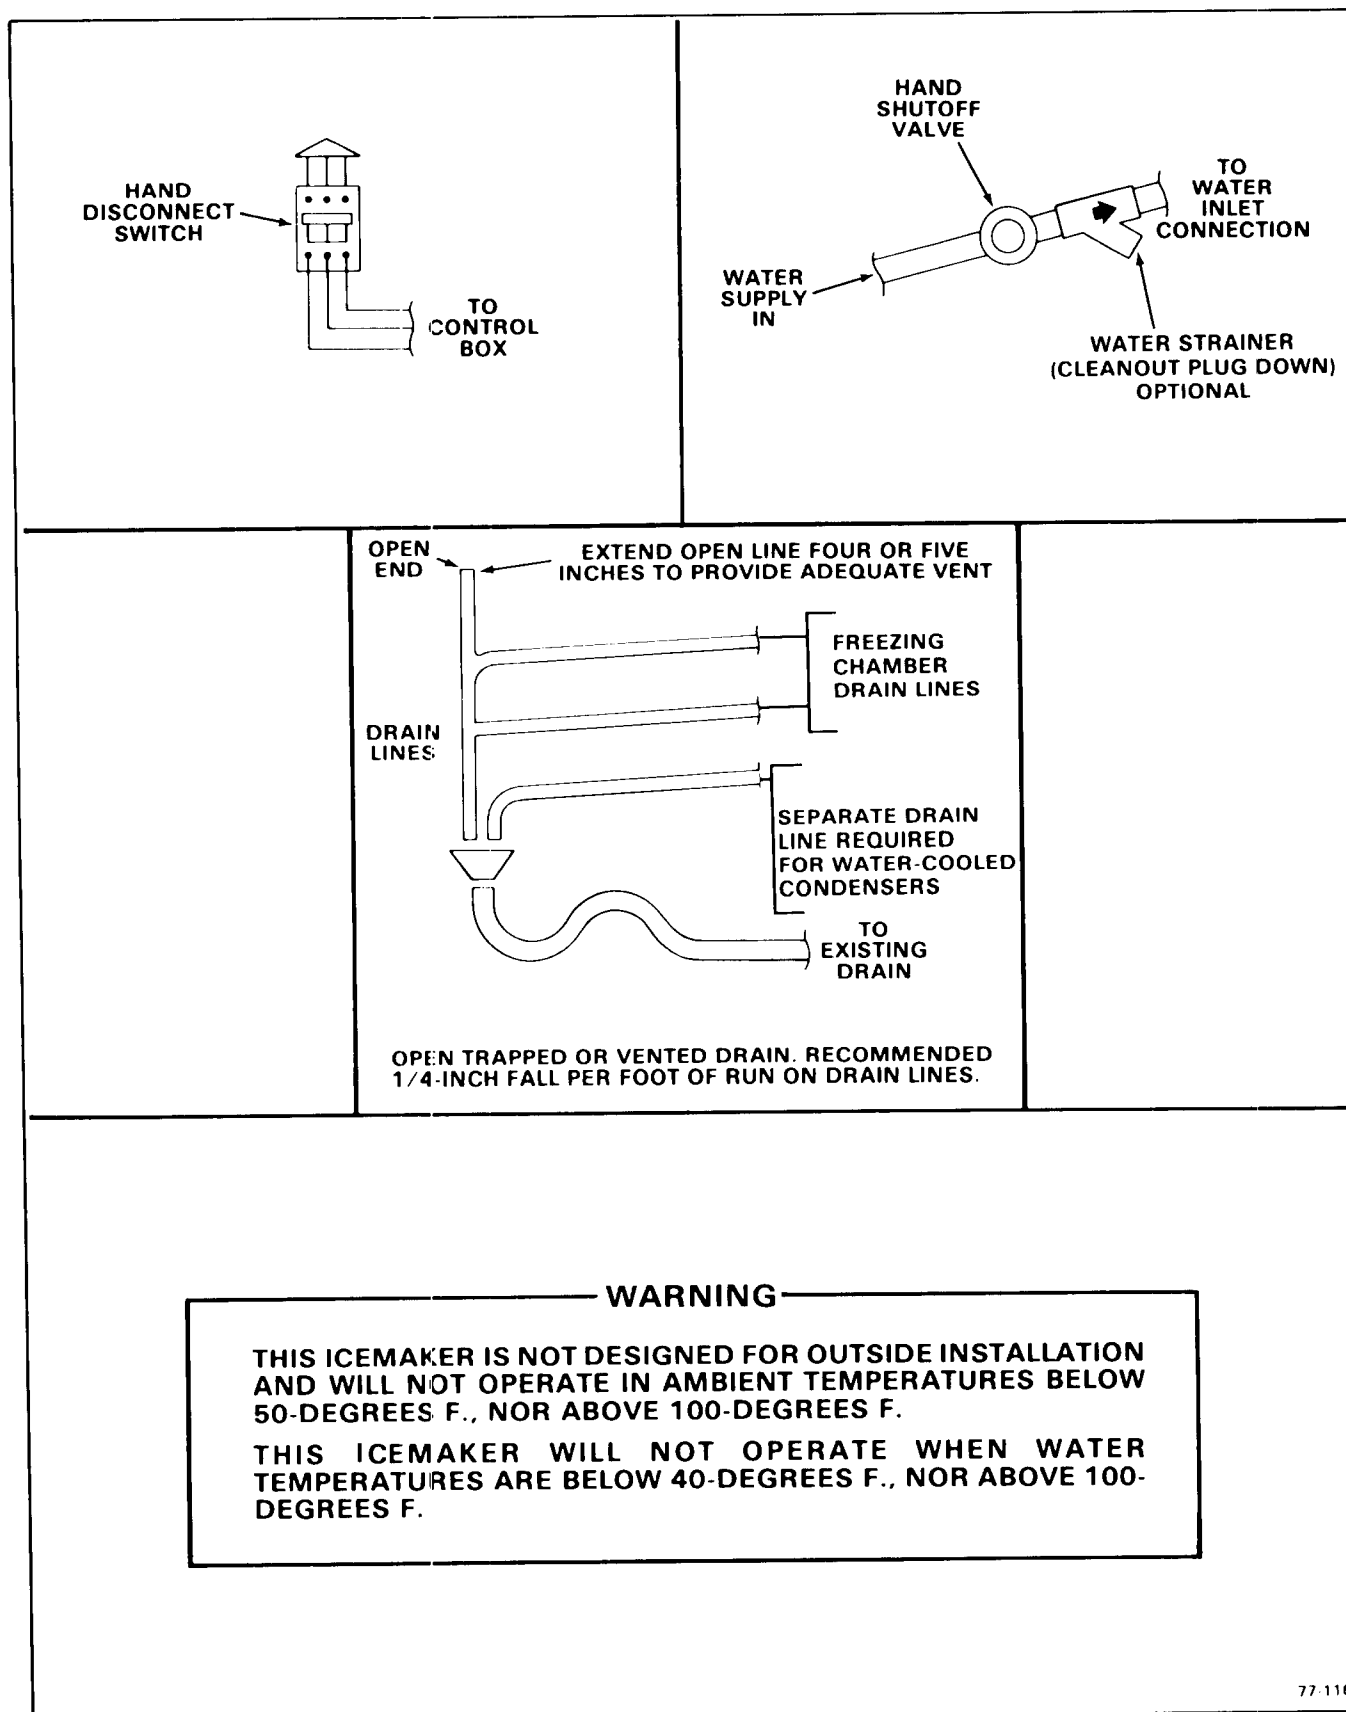 HAND
DISCONNECT
SWITCH
TO
CONTROL
BOX
HAND
SHUTOFF
VALVE
TO
WATER
INLET
CONNECTION
WATER
SUPPLY
IN
WATER STRAINER
(CLEANOUT PLUG DOWN)
OPTIONAL
OPEN
END
EXTEND OPEN LINE FOUR OR FIVE
INCHES TO PROVIDE ADEQUATE VENT
FREEZING
CHAMBER
DRAIN LINES
DRAIN
LINES
SEPARATE DRAIN
LINE REQUIRED
FOR WATER-COOLED
CONDENSERS
TO
EXISTING
DRAIN
OPEN TRAPPED OR VENTED DRAIN. RECOMMENDED
1/4-INCH FALL PER FOOT OF RUN ON DRAIN LINES.
WARNING
THIS ICEMAKER IS NOT DESIGNED FOR OUTSIDE INSTALLATION
AND WILL NOT OPERATE IN AMBIENT TEMPERATURES BELOW
50-DEGREES F., NOR ABOVE 100-DEGREES F.
THIS ICEMAKER WILL NOT OPERATE WHEN WATER
TEMPERATURES ARE BELOW 40-DEGREES F., NOR ABOVE 100-
DEGREES F.
77-116